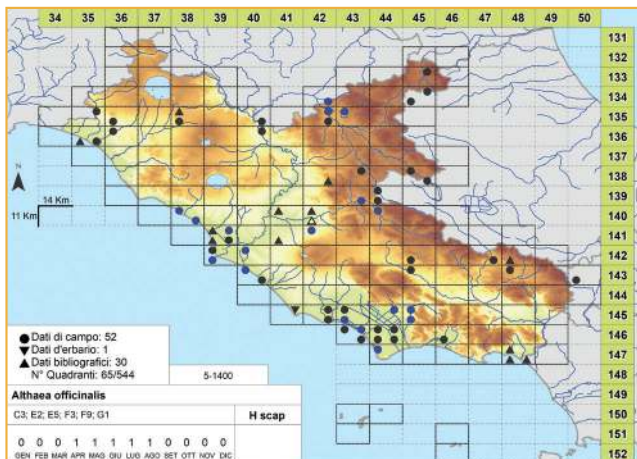 34 35 36 37 38 39 40 41 42 43 44 45 46 47 48 49 50
131
132
133
134
135
136
137
138
139
140
141
142
143
144
145
146
147
148
149
150
151
152
N
14 Km
11 Km
Dati di campo: 52
Dati d'erbario: 1
Dati bibliografici: 30
N° Quadranti: 65/544
5-1400
Althaea officinalis
C3; E2; E5; F3; F9; G1
H scap
0 0 0 1 1 1 1 1 0 0 0 0
GEN FEB MAR APR MAG GIU LUG AGO SET OTT NOV DIC